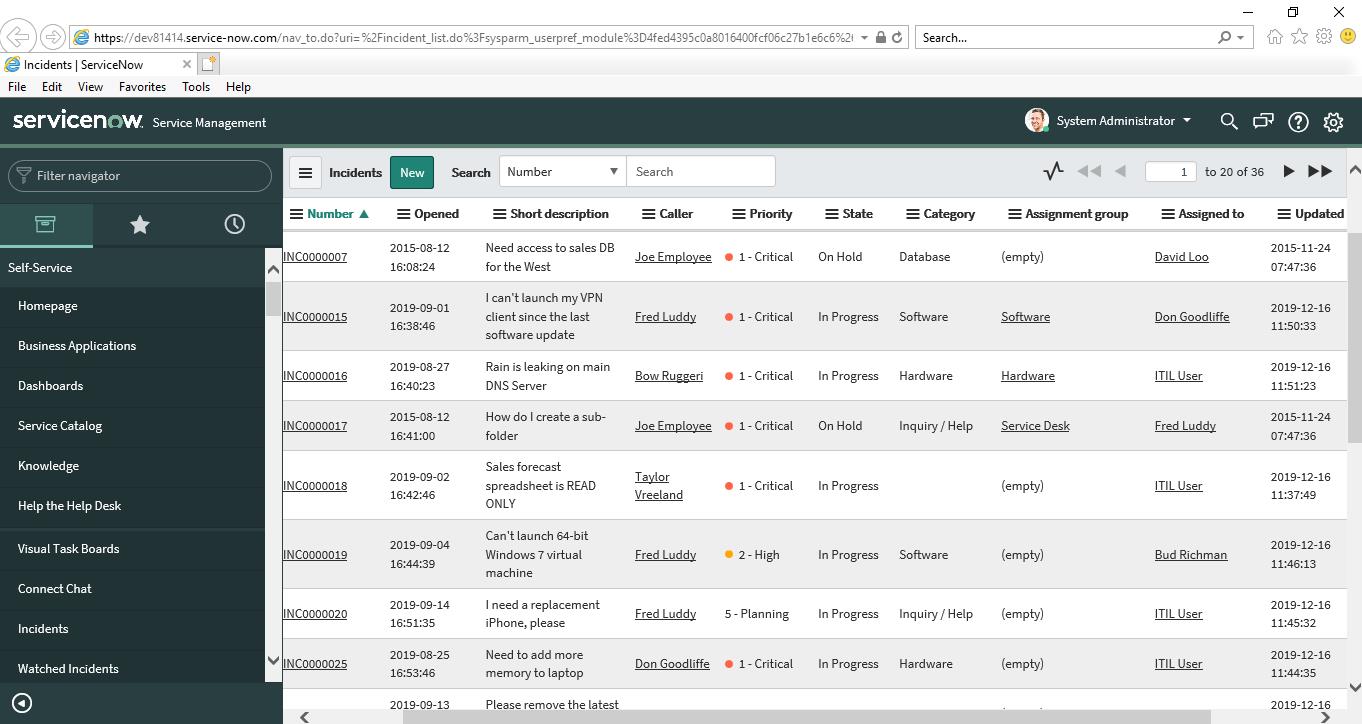 https://dev81414.service-now.com/nav_to.do?uri=%2Fincident_list.do%3Fsysparm_userpref_module%3D4fed4395c0a8016400fcf06c27b1e6c6%2
Search...
Incidents | ServiceNow
File Edit View Favorites Tools Help
servicenow Service Management
System Administrator
Filter navigator
Incidents New Search Number Search
1 to 20 of 36
Number Opened Short description Caller Priority State Category Assignment group Assigned to Updated
Self-Service
Homepage
Business Applications
Dashboards
Service Catalog
Knowledge
Help the Help Desk
Visual Task Boards
Connect Chat
Incidents
Watched Incidents
INC0000007
2015-08-12
16:08:24
Need access to sales DB
for the West
Joe Employee
1 - Critical
On Hold
Database
(empty)
David Loo
2015-11-24
07:47:36
INC0000015
2019-09-01
16:38:46
I can't launch my VPN
client since the last
software update
Fred Luddy
1 - Critical
In Progress
Software
Software
Don Goodliffe
2019-12-16
11:50:33
INC0000016
2019-08-27
16:40:23
Rain is leaking on main
DNS Server
Bow Ruggeri
1 - Critical
In Progress
Hardware
Hardware
ITIL User
2019-12-16
11:51:23
INC0000017
2015-08-12
16:41:00
How do I create a sub-
folder
Joe Employee
1 - Critical
On Hold
Inquiry / Help
Service Desk
Fred Luddy
2015-11-24
07:47:36
INC0000018
2019-09-02
16:42:46
Sales forecast
spreadsheet is READ
ONLY
Taylor
Vreeland
1 - Critical
In Progress
(empty)
ITIL User
2019-12-16
11:37:49
INC0000019
2019-09-04
16:44:39
Can't launch 64-bit
Windows 7 virtual
machine
Fred Luddy
2 - High
In Progress
Software
(empty)
Bud Richman
2019-12-16
11:46:13
INC0000020
2019-09-14
16:51:35
I need a replacement
iPhone, please
Fred Luddy
5 - Planning
In Progress
Inquiry / Help
(empty)
ITIL User
2019-12-16
11:45:32
INC0000025
2019-08-25
16:53:46
Need to add more
memory to laptop
Don Goodliffe
1 - Critical
In Progress
Hardware
(empty)
ITIL User
2019-12-16
11:44:35
2019-09-13
Please remove the latest
2019-12-16